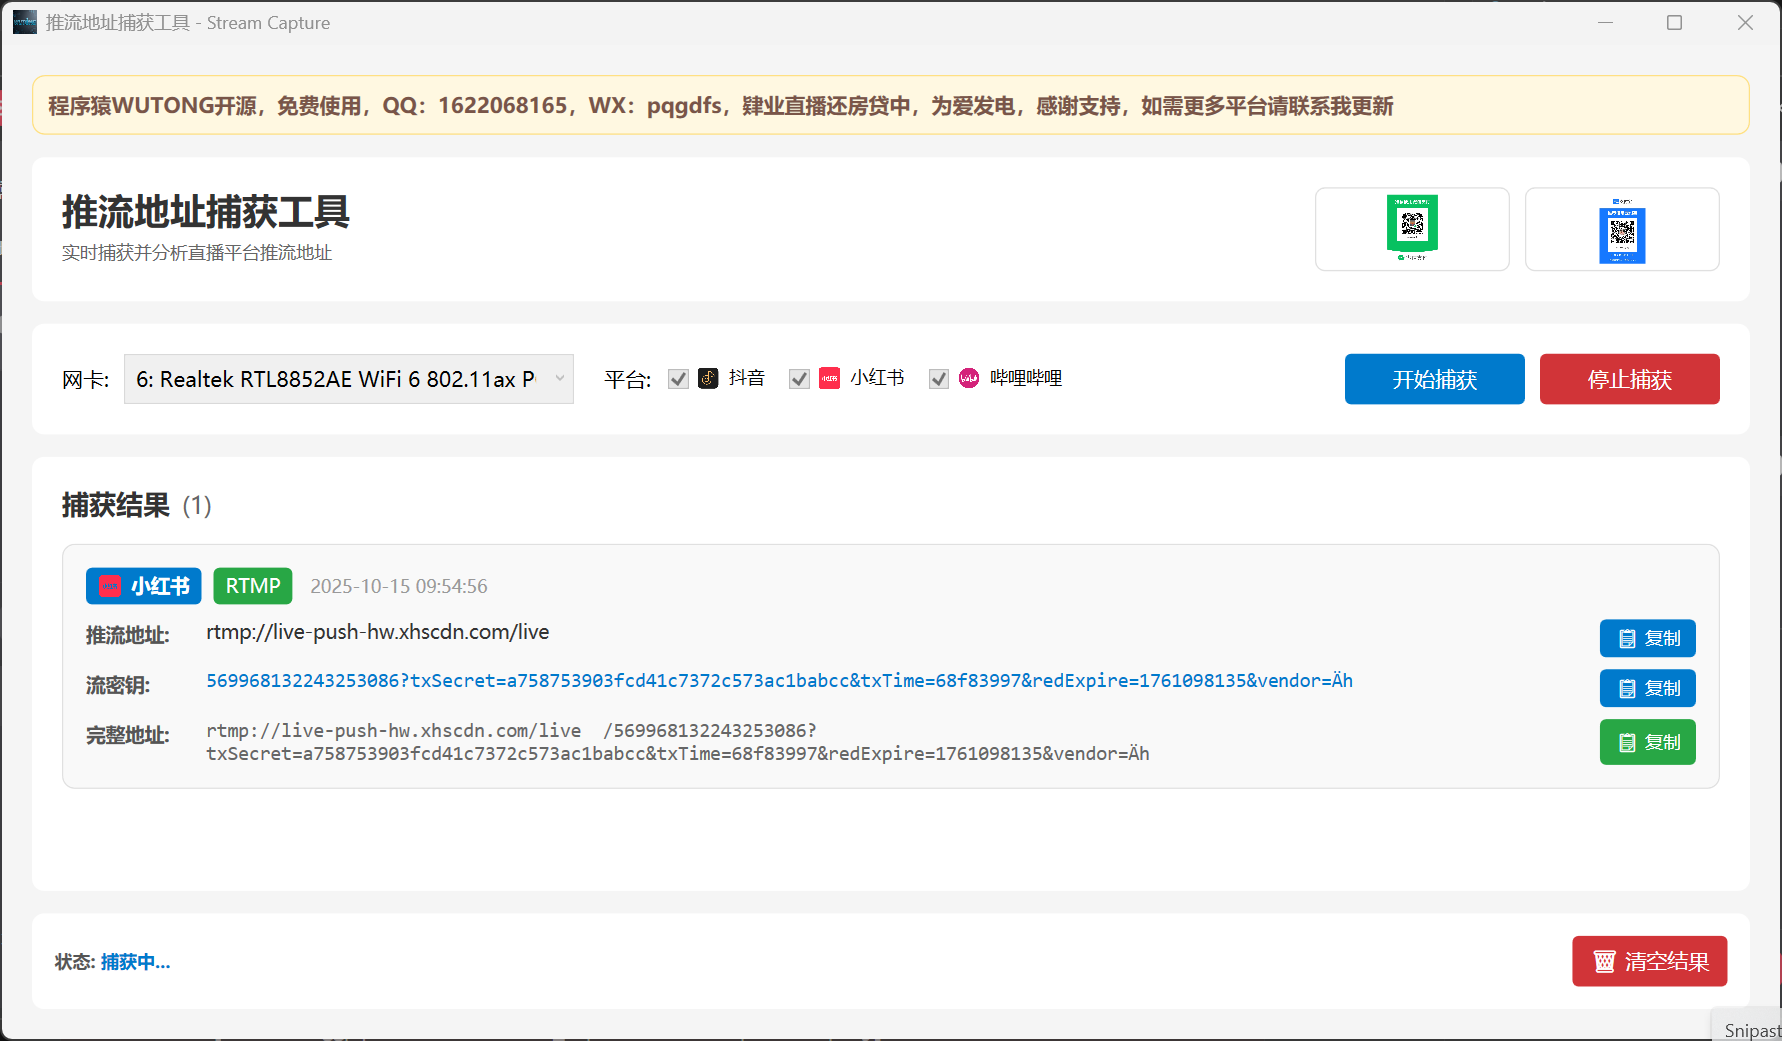 推流地址捕获工具 - Stream Capture
程序猿WUTONG开源，免费使用，QQ：1622068165，WX：pqgdfs，肄业直播还房贷中，为爱发电，感谢支持，如需更多平台请联系我更新
推流地址捕获工具
实时捕获并分析直播平台推流地址
网卡: 6: Realtek RTL8852AE WiFi 6 802.11ax P 平台: 抖音 小红书 哔哩哔哩 开始捕获 停止捕获
捕获结果 (1)
小红书 RTMP 2025-10-15 09:54:56
推流地址: rtmp://live-push-hw.xhscdn.com/live 复制
流密钥: 569968132243253086?txSecret=a758753903fcd41c7372c573ac1babcc&txTime=68f83997&redExpire=1761098135&vendor=Äh 复制
完整地址: rtmp://live-push-hw.xhscdn.com/live  /569968132243253086?
txSecret=a758753903fcd41c7372c573ac1babcc&txTime=68f83997&redExpire=1761098135&vendor=Äh 复制
状态: 捕获中... 清空结果
Snipast